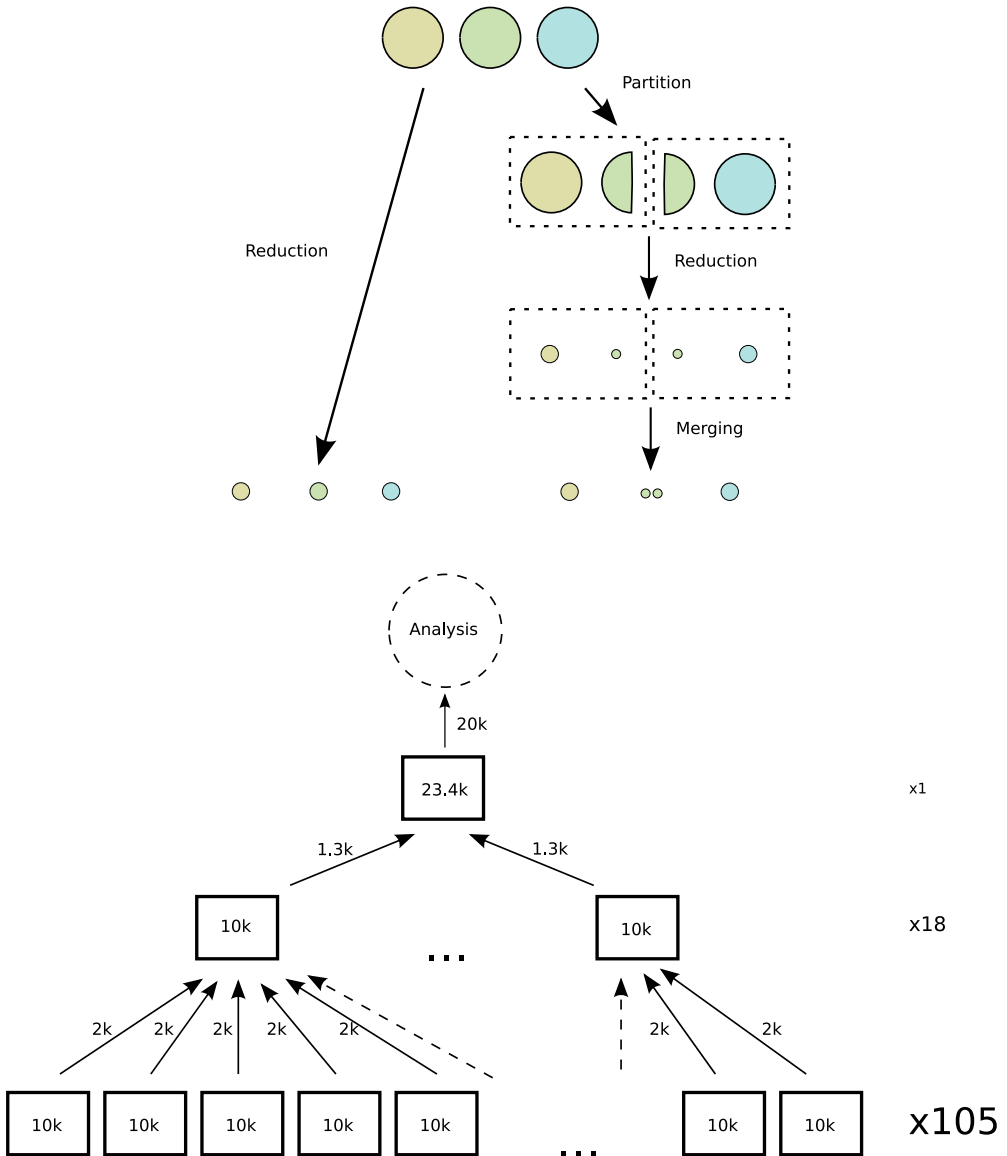 Partition
Reduction
Reduction
Merging
Analysis
20k
23.4k
x1
1.3k
1.3k
10k
10k
x18
...
2k
2k
2k
2k
2k
2k
2k
10k
10k
10k
10k
10k
10k
10k
x105
...